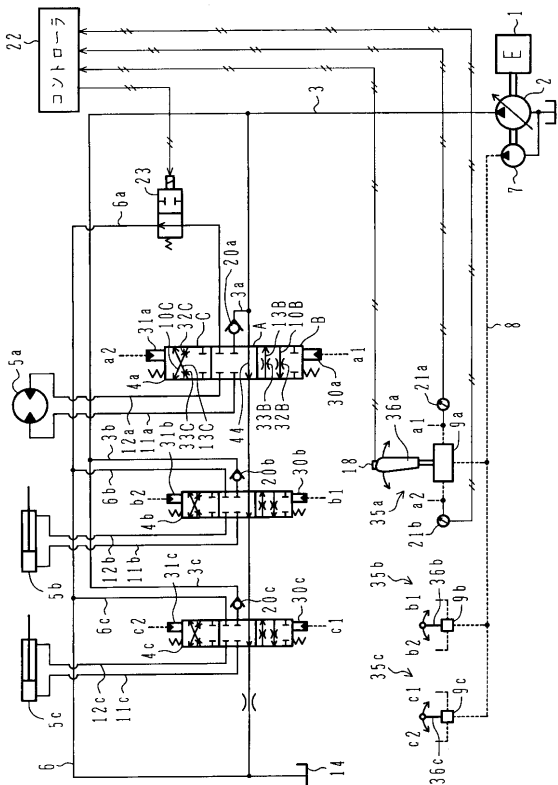 22
コントローラ
1
E
2
3
7
6a
23
20a
3a
5a
a2
31a
10C
32C
C
4a
A
13B
10B
B
33C
13C
44
33B
32B
30a
a1
12a
11a
3b
6b
31b
b2
4b
20b
30b
b1
5b
12b
11b
3c
6c
31c
c2
4c
20c
30c
c1
5c
12c
11c
6
14
8
18
36a
35a
a1
21a
9a
a2
21b
35b
b1
36b
b2
9b
35c
c1
c2
36c
9c